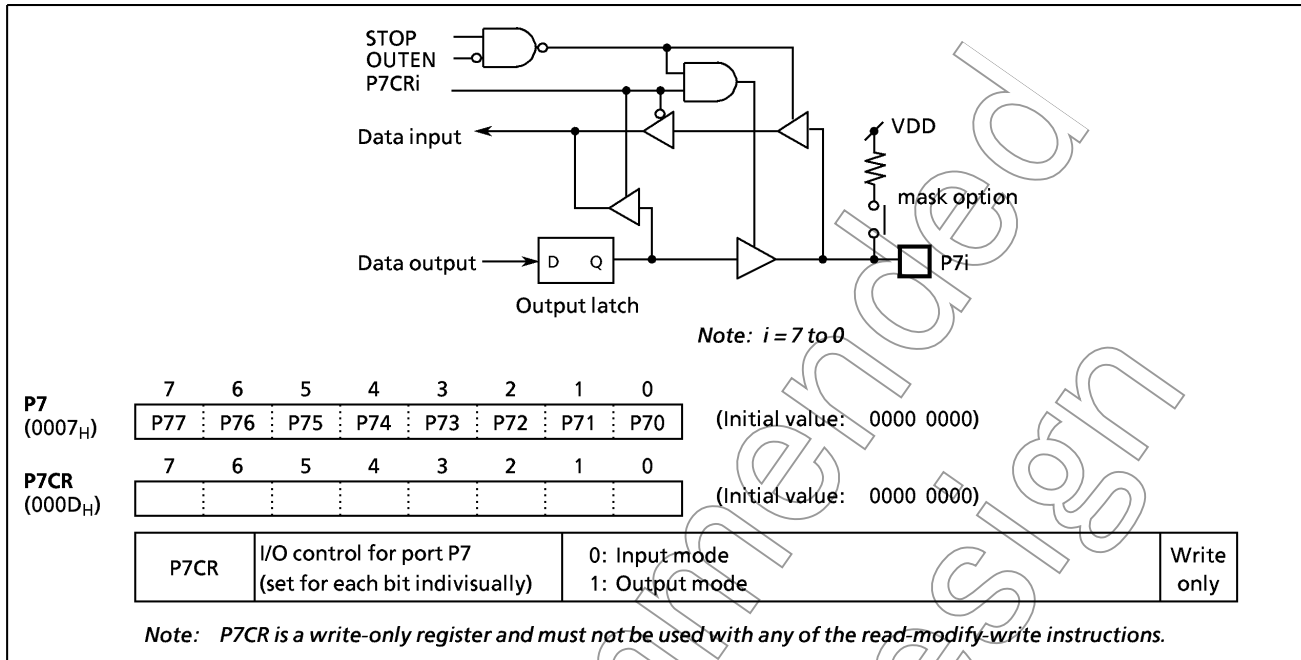 STOP
OUTEN
P7CRi
Data input
VDD
mask option
Data output
D Q
P7i
Output latch
Note: i = 7 to 0
7 6 5 4 3 2 1 0
P7
(0007H)
P77 P76 P75 P74 P73 P72 P71 P70
(Initial value: 0000 0000)
7 6 5 4 3 2 1 0
P7CR
(000DH)
(Initial value: 0000 0000)
P7CR
I/O control for port P7
(set for each bit indivisually)
0: Input mode
1: Output mode
Write
only
Note: P7CR is a write-only register and must not be used with any of the read-modify-write instructions.